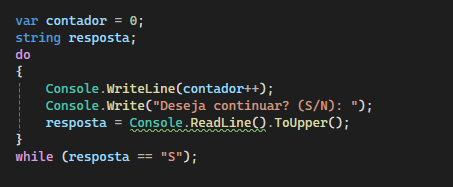 var contador = 0;
string resposta;
do
{
    Console.WriteLine(contador++);
    Console.Write("Deseja continuar? (S/N): ");
    resposta = Console.ReadLine().ToUpper();
}
while (resposta == "S");